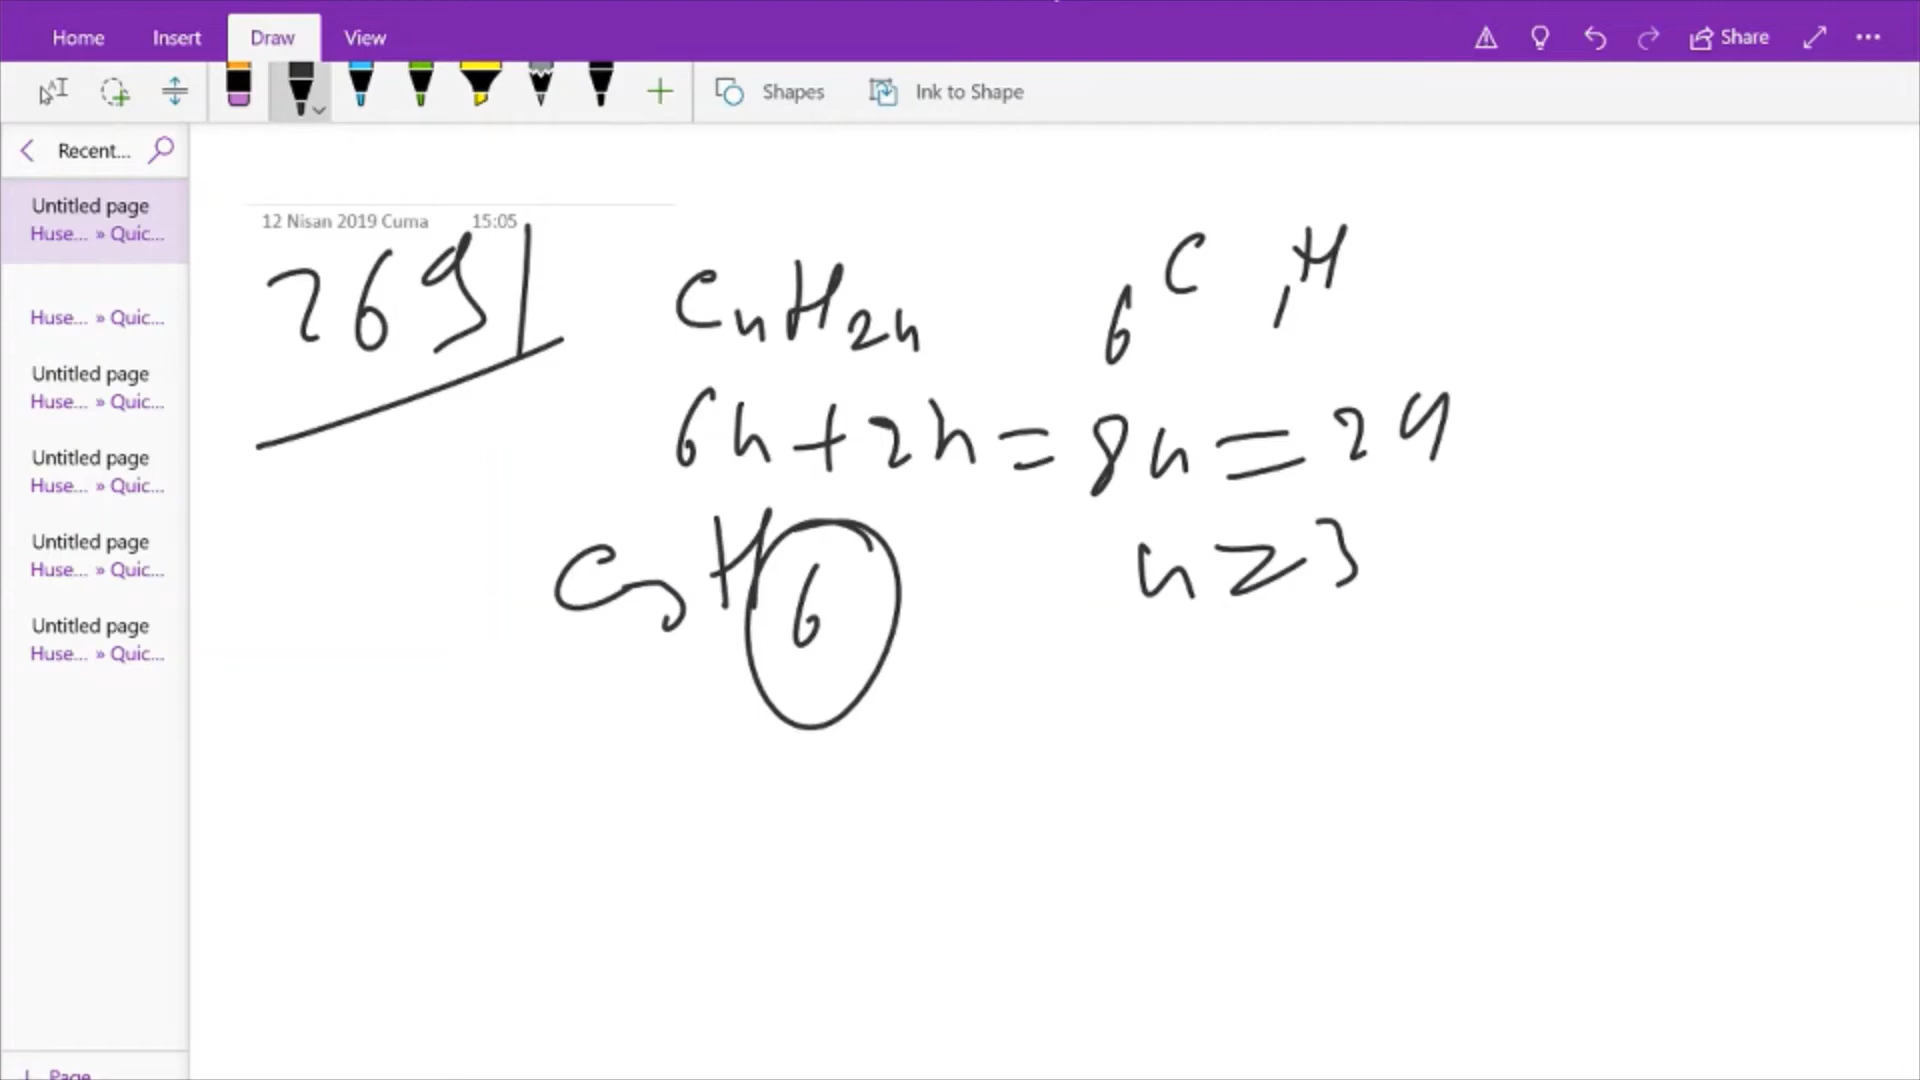 Home Insert Draw View Share
Shapes Ink to Shape
Recent...
Untitled page
Huse... » Quic...
Huse... » Quic...
Untitled page
Huse... » Quic...
Untitled page
Huse... » Quic...
Untitled page
Huse... » Quic...
Untitled page
Huse... » Quic...
Page
12 Nisan 2019 Cuma 15:05
2691
CnH2n 6C 1H
6n+2n=8n=24
n=3
C3H6